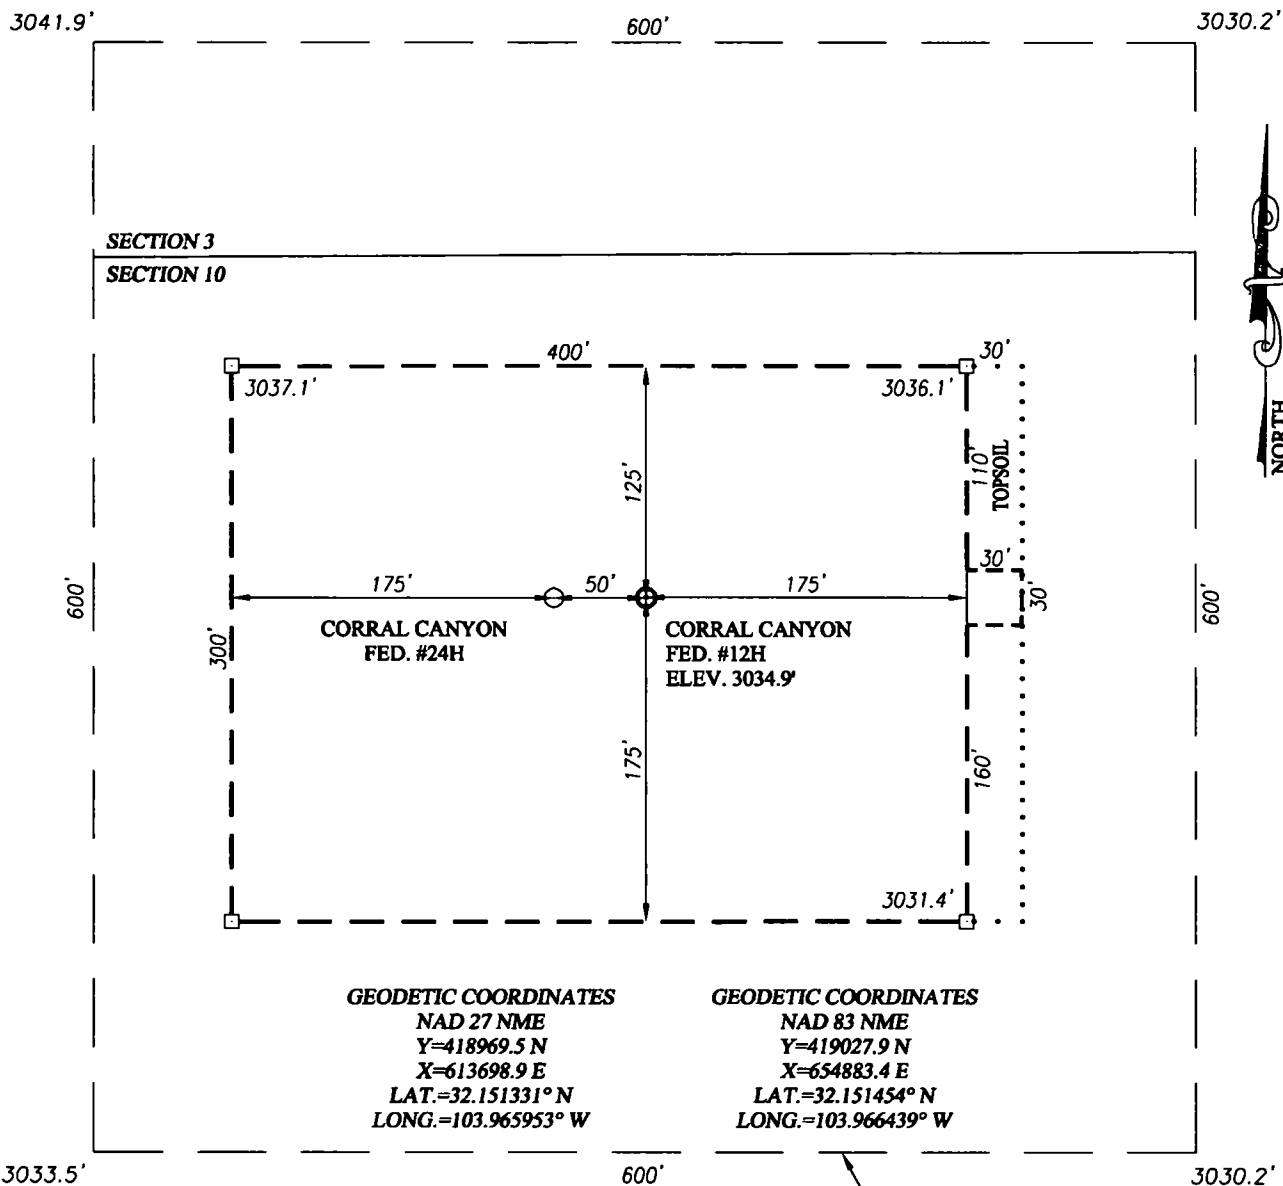 3041.9'
600'
3030.2'
SECTION 3
SECTION 10
400'
30'
3037.1'
3036.1'
125'
110'
TOPSOIL
NORTH
30'
175'
50'
175'
30'
600'
600'
300'
CORRAL CANYON
FED. #24H
CORRAL CANYON
FED. #12H
ELEV. 3034.9'
175'
160'
3031.4'
GEODETIC COORDINATES
NAD 27 NME
Y=418969.5 N
X=613698.9 E
LAT.=32.151331° N
LONG.=103.965953° W
GEODETIC COORDINATES
NAD 83 NME
Y=419027.9 N
X=654883.4 E
LAT.=32.151454° N
LONG.=103.966439° W
3033.5'
600'
3030.2'